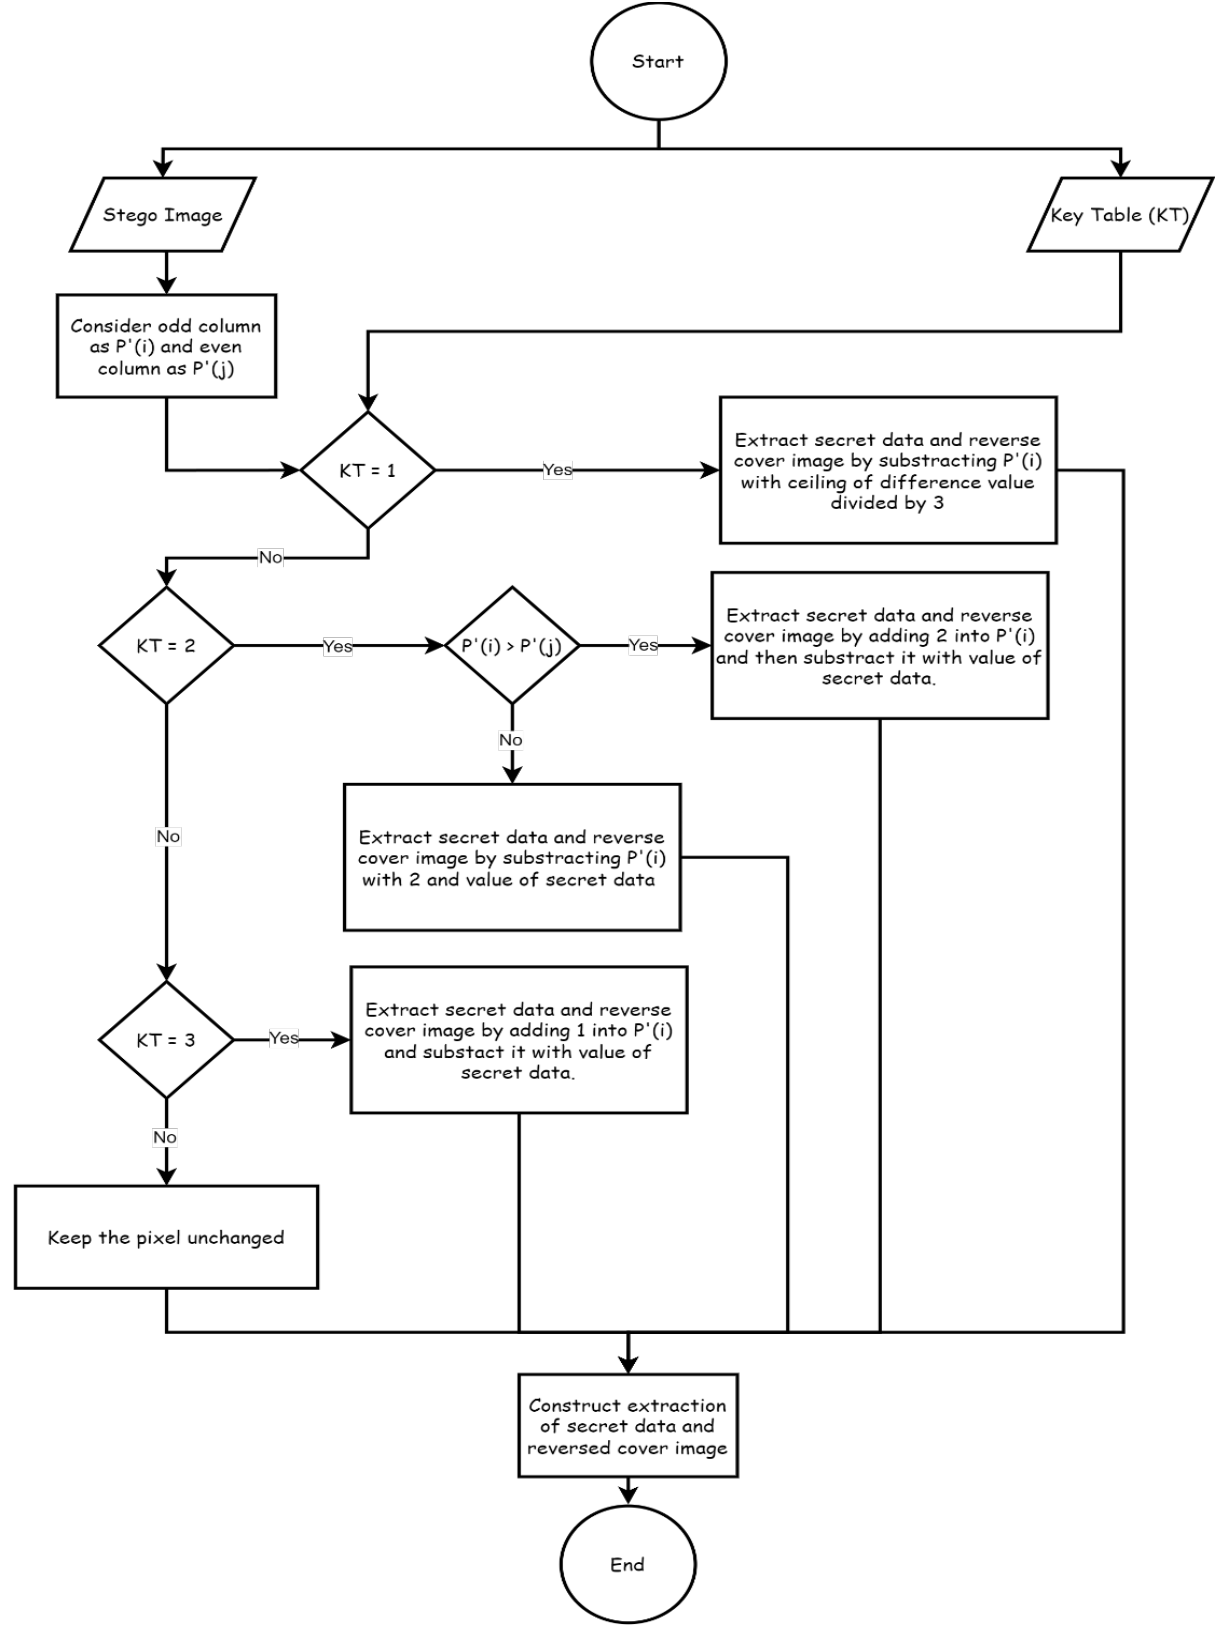 Start
Stego Image
Key Table (KT)
Consider odd column
as P'(i) and even
column as P'(j)
KT = 1
Yes
Extract secret data and reverse
cover image by substracting P'(i)
with ceiling of difference value
divided by 3
No
KT = 2
Yes
P'(i) > P'(j)
Yes
Extract secret data and reverse
cover image by adding 2 into P'(i)
and then substract it with value of
secret data.
No
Extract secret data and reverse
cover image by substracting P'(i)
with 2 and value of secret data
No
KT = 3
Yes
Extract secret data and reverse
cover image by adding 1 into P'(i)
and substact it with value of
secret data.
No
Keep the pixel unchanged
Construct extraction
of secret data and
reversed cover image
End